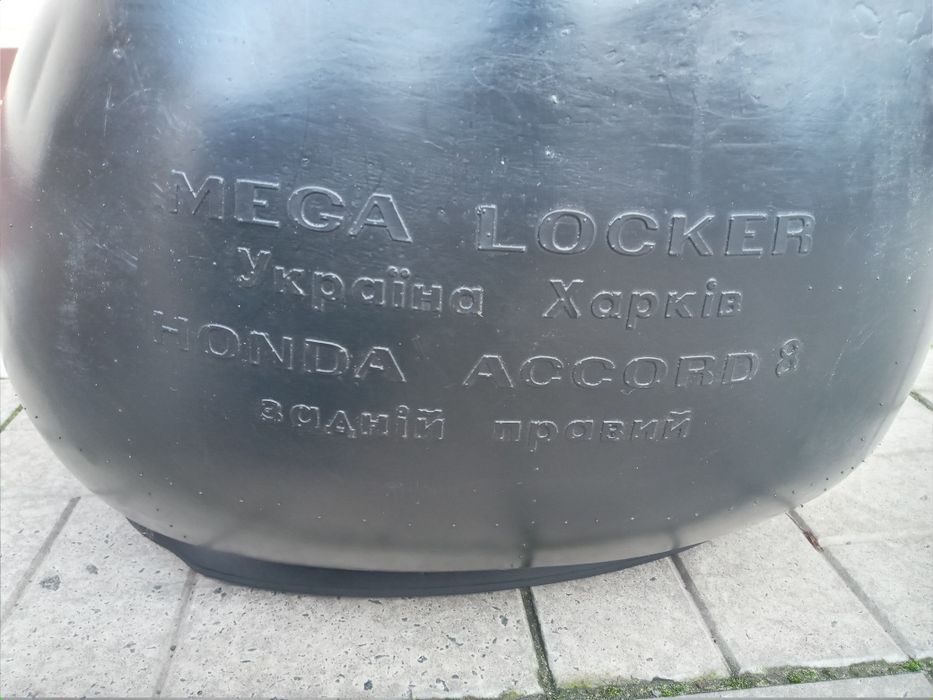 MEGA LOCKER
Україна Харків
HONDA ACCORD 8
задній правий